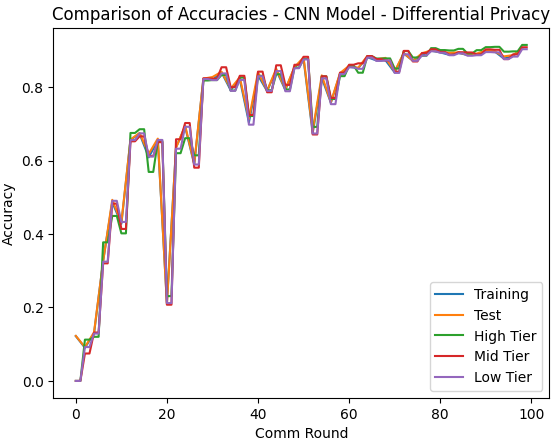 Comparison of Accuracies - CNN Model - Differential Privacy
Accuracy
0.8
0.6
0.4
0.2
0.0
Training
Test
High Tier
Mid Tier
Low Tier
0 20 40 60 80 100
Comm Round